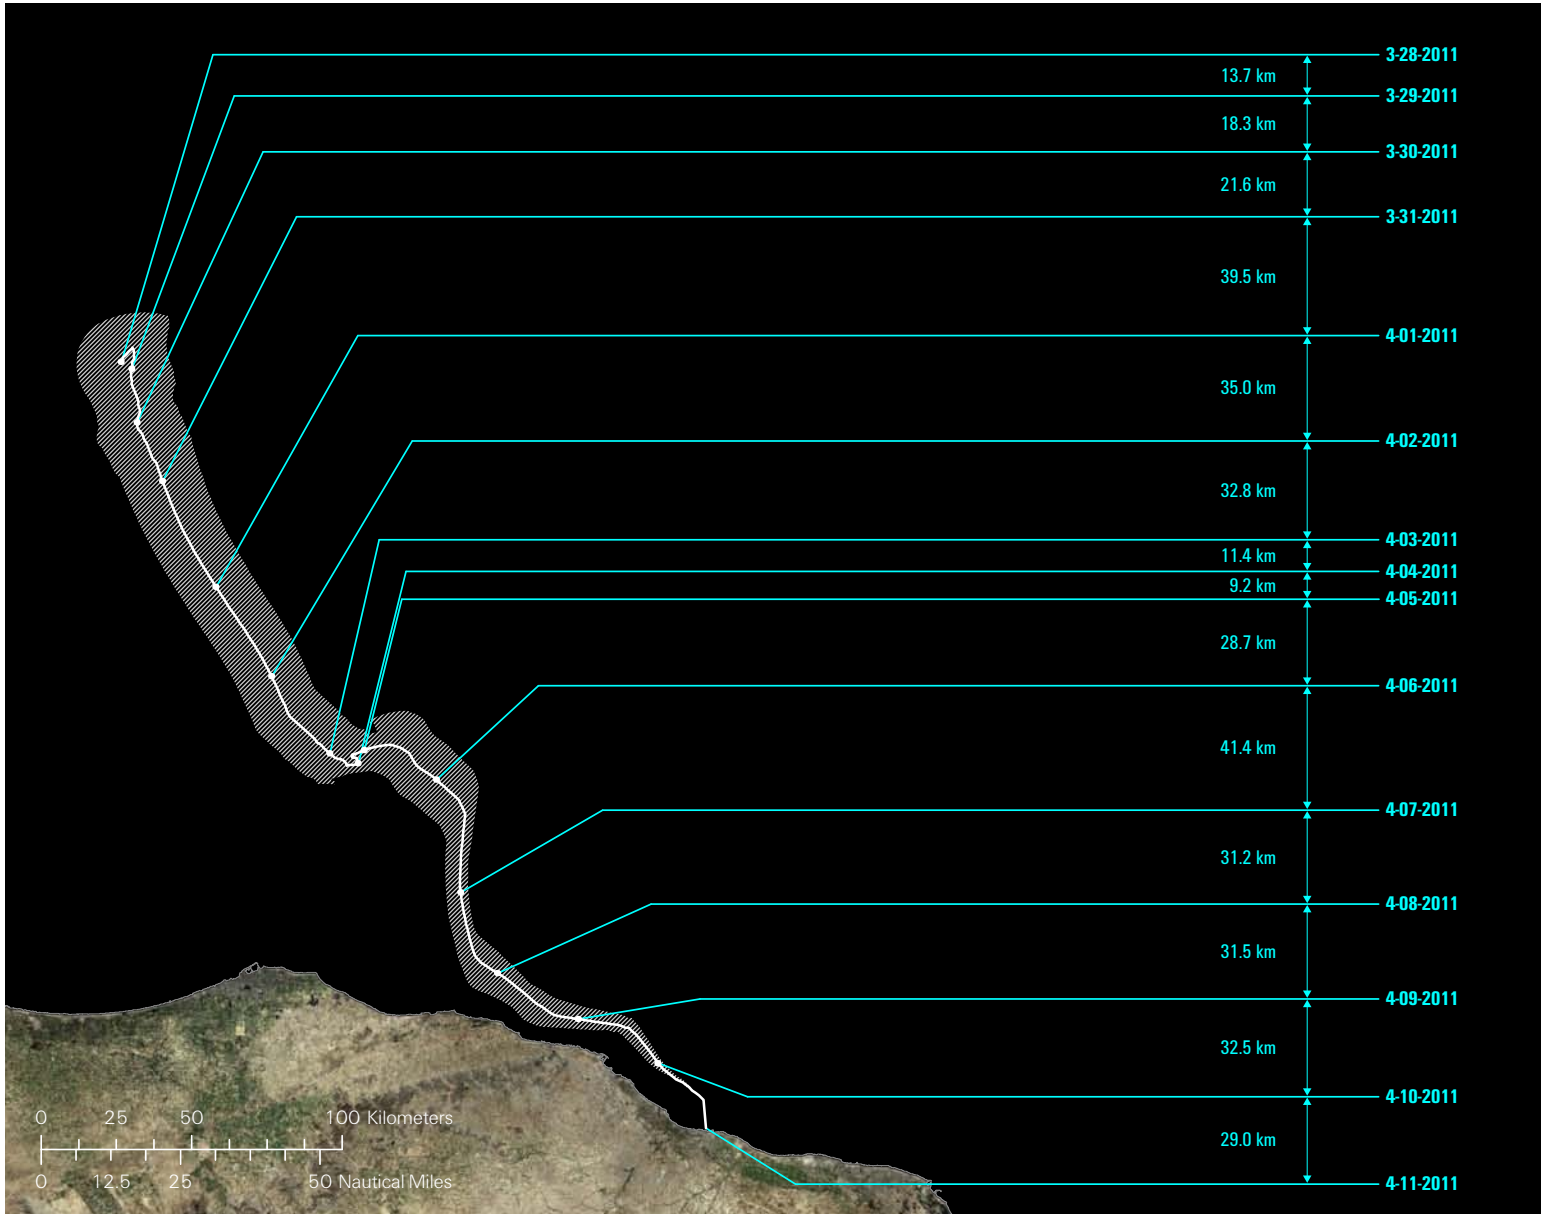 3-28-2011
13.7 km
3-29-2011
18.3 km
3-30-2011
21.6 km
3-31-2011
39.5 km
4-01-2011
35.0 km
4-02-2011
32.8 km
4-03-2011
11.4 km
4-04-2011
9.2 km
4-05-2011
28.7 km
4-06-2011
41.4 km
4-07-2011
31.2 km
4-08-2011
31.5 km
4-09-2011
32.5 km
4-10-2011
29.0 km
4-11-2011
0 25 50 100 Kilometers
0 12.5 25 50 Nautical Miles